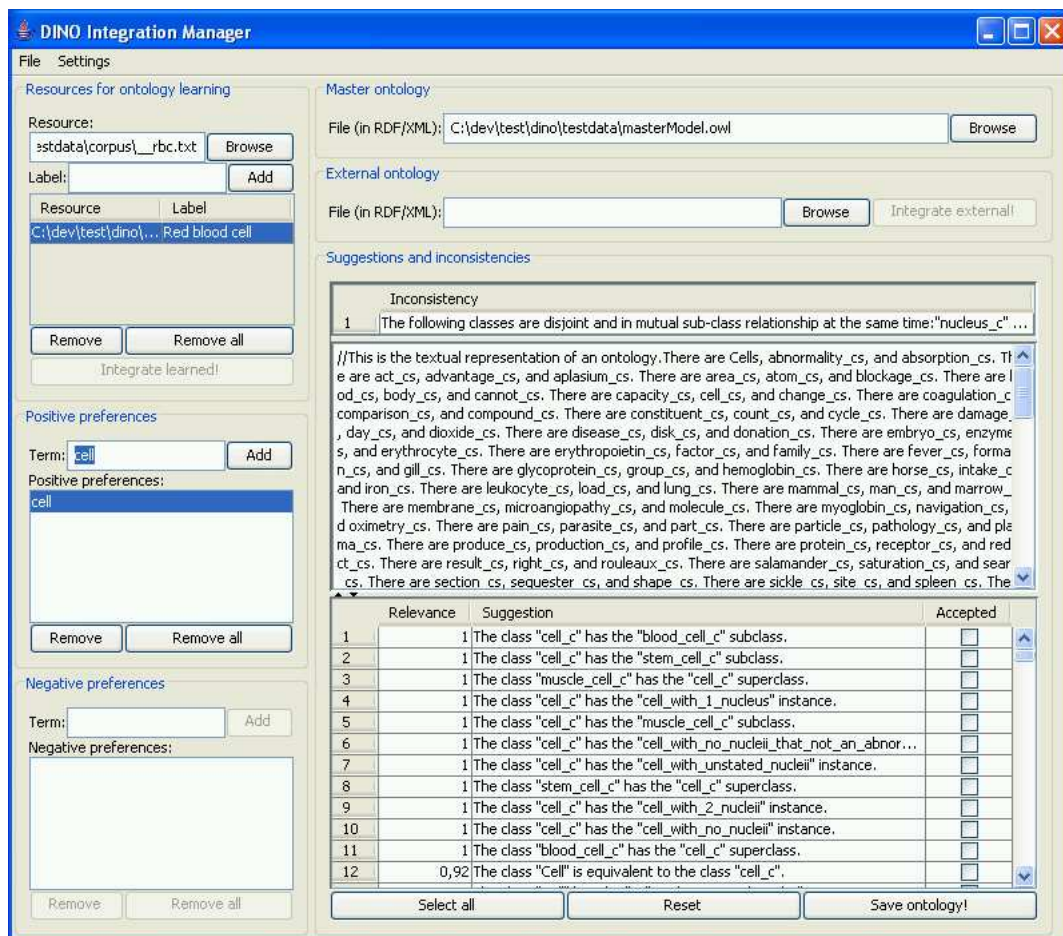 DINO Integration Manager
File Settings
Resources for ontology learning
Resource:
estdata\corpus\__rbc.txt Browse
Label: Add
Resource Label
C:\dev\test\dino\... Red blood cell
Remove Remove all
Integrate learned!
Positive preferences
Term: cell Add
Positive preferences:
cell
Remove Remove all
Negative preferences
Term: Add
Negative preferences:
Remove Remove all
Master ontology
File (in RDF/XML): C:\dev\test\dino\testdata\masterModel.owl Browse
External ontology
File (in RDF/XML): Browse Integrate external!
Suggestions and inconsistencies
Inconsistency
1 The following classes are disjoint and in mutual sub-class relationship at the same time:"nucleus_c" ...
//This is the textual representation of an ontology.There are Cells, abnormality_cs, and absorption_cs. Th
e are act_cs, advantage_cs, and aplasium_cs. There are area_cs, atom_cs, and blockage_cs. There are
od_cs, body_cs, and cannot_cs. There are capacity_cs, cell_cs, and change_cs. There are coagulation_c
comparison_cs, and compound_cs. There are constituent_cs, count_cs, and cycle_cs. There are damage_
, day_cs, and dioxide_cs. There are disease_cs, disk_cs, and donation_cs. There are embryo_cs, enzyme
s, and erythrocyte_cs. There are erythropoietin_cs, factor_cs, and family_cs. There are fever_cs, forma
n_cs, and gill_cs. There are glycoprotein_cs, group_cs, and hemoglobin_cs. There are horse_cs, intake_c
and iron_cs. There are leukocyte_cs, load_cs, and lung_cs. There are mammal_cs, man_cs, and marrow_
There are membrane_cs, microangiopathy_cs, and molecule_cs. There are myoglobin_cs, navigation_cs,
d oximetry_cs. There are pain_cs, parasite_cs, and part_cs. There are particle_cs, pathology_cs, and pla
ma_cs. There are produce_cs, production_cs, and profile_cs. There are protein_cs, receptor_cs, and red
ct_cs. There are result_cs, right_cs, and rouleaux_cs. There are salamander_cs, saturation_cs, and sear
_cs. There are section_cs, sequester_cs, and shape_cs. There are sickle_cs, site_cs, and spleen_cs. The
Relevance Suggestion Accepted
1 1 The class "cell_c" has the "blood_cell_c" subclass.
2 1 The class "cell_c" has the "stem_cell_c" subclass.
3 1 The class "muscle_cell_c" has the "cell_c" superclass.
4 1 The class "cell_c" has the "cell_with_1_nucleus" instance.
5 1 The class "cell_c" has the "muscle_cell_c" subclass.
6 1 The class "cell_c" has the "cell_with_no_nucleii_that_not_an_abnor...
7 1 The class "cell_c" has the "cell_with_unstated_nucleii" instance.
8 1 The class "stem_cell_c" has the "cell_c" superclass.
9 1 The class "cell_c" has the "cell_with_2_nucleii" instance.
10 1 The class "cell_c" has the "cell_with_no_nucleii" instance.
11 1 The class "blood_cell_c" has the "cell_c" superclass.
12 0,92 The class "Cell" is equivalent to the class "cell_c".
Select all Reset Save ontology!